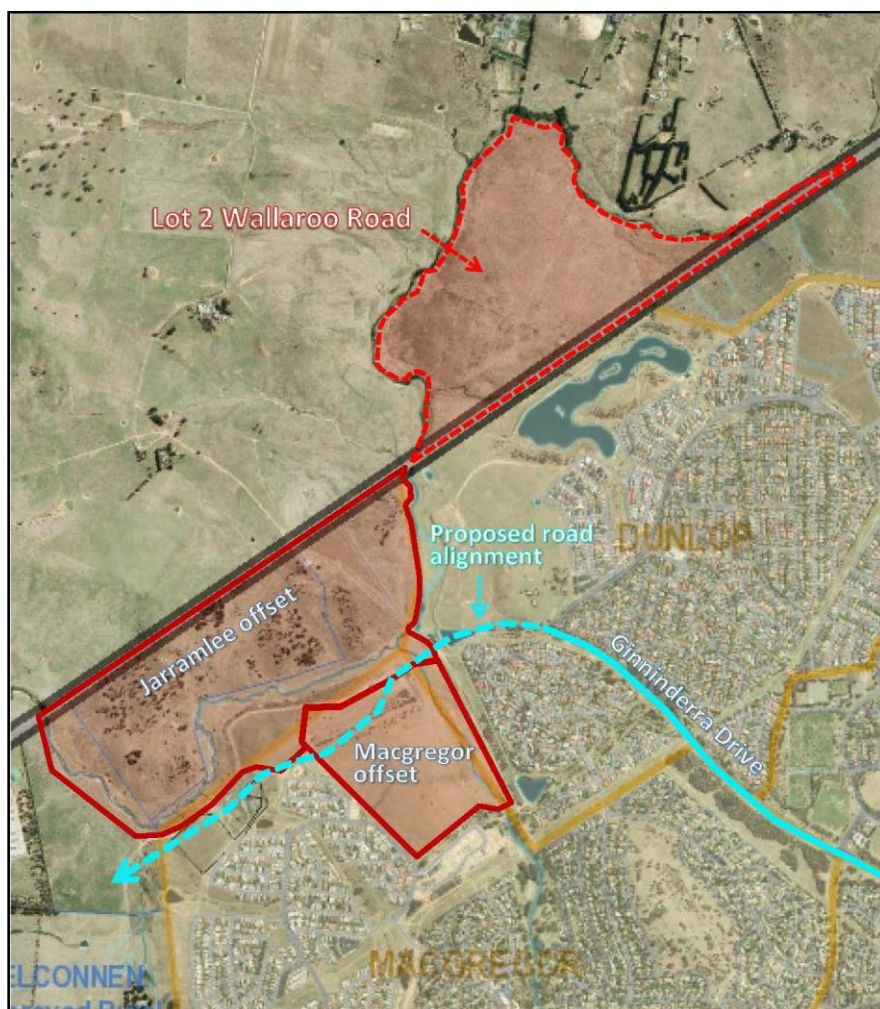 Lot 2 Wallaroo Road
Proposed road
alignment
DUNLOP
Jarramlee offset
Ginninderra Drive
Macgregor
offset
MACGREGOR
ELCONNEN